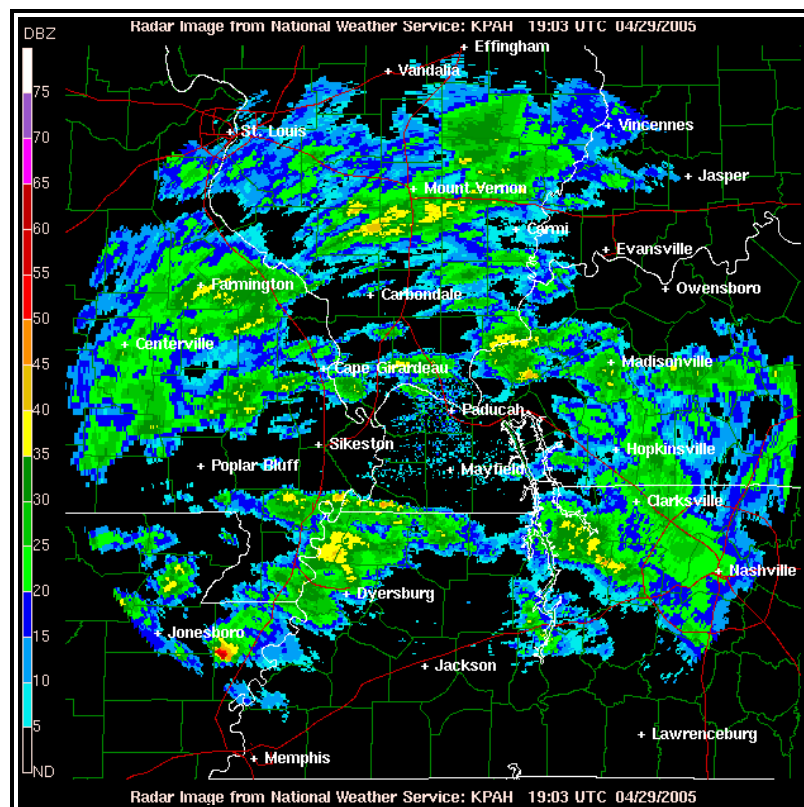 Radar Image from National Weather Service: KPAH 19:03 UTC 04/29/2005
DBZ
Effingham
Vandalia
75
St. Louis
Vincennes
70
Jasper
65
Mount Vernon
60
Carmi
Evansville
55
Farmington
Carbondale
Owensboro
50
Centerville
Madisonville
45
Cape Girardeau
40
Paducah
35
Sikeston
Hopkinsville
Poplar Bluff
Mayfield
30
Clarksville
25
Nashville
20
Dyersburg
15
Jonesboro
Jackson
10
5
Lawrenceburg
Memphis
ND
Radar Image from National Weather Service: KPAH 19:03 UTC 04/29/2005